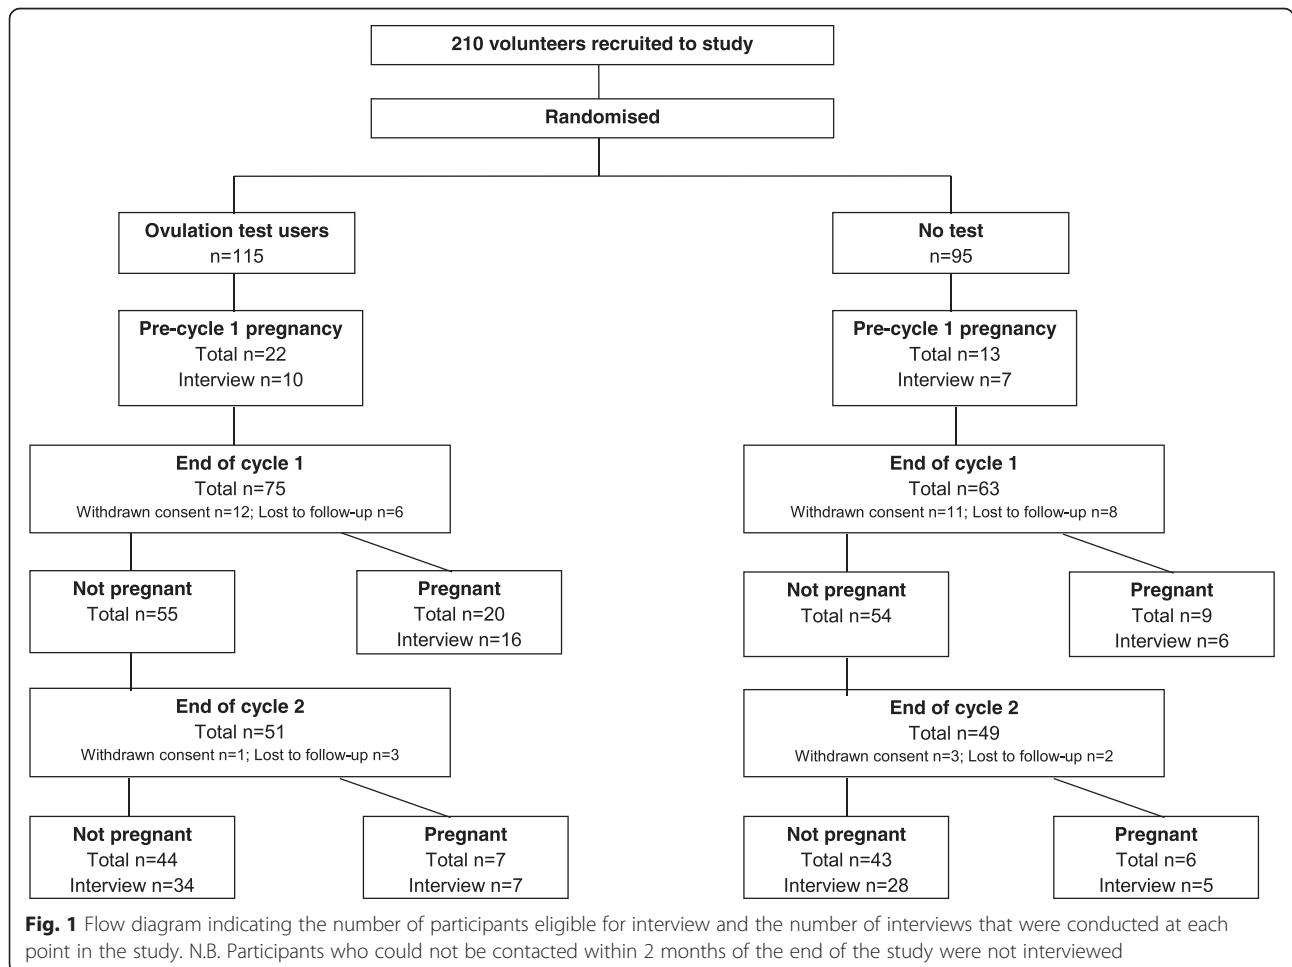 210 volunteers recruited to study
Randomised
Ovulation test users
n=115
No test
n=95
Pre-cycle 1 pregnancy
Total n=22
Interview n=10
Pre-cycle 1 pregnancy
Total n=13
Interview n=7
End of cycle 1
Total n=75
Withdrawn consent n=12; Lost to follow-up n=6
End of cycle 1
Total n=63
Withdrawn consent n=11; Lost to follow-up n=8
Not pregnant
Total n=55
Pregnant
Total n=20
Interview n=16
Not pregnant
Total n=54
Pregnant
Total n=9
Interview n=6
End of cycle 2
Total n=51
Withdrawn consent n=1; Lost to follow-up n=3
End of cycle 2
Total n=49
Withdrawn consent n=3; Lost to follow-up n=2
Not pregnant
Total n=44
Interview n=34
Pregnant
Total n=7
Interview n=7
Not pregnant
Total n=43
Interview n=28
Pregnant
Total n=6
Interview n=5
Fig. 1 Flow diagram indicating the number of participants eligible for interview and the number of interviews that were conducted at each
point in the study. N.B. Participants who could not be contacted within 2 months of the end of the study were not interviewed